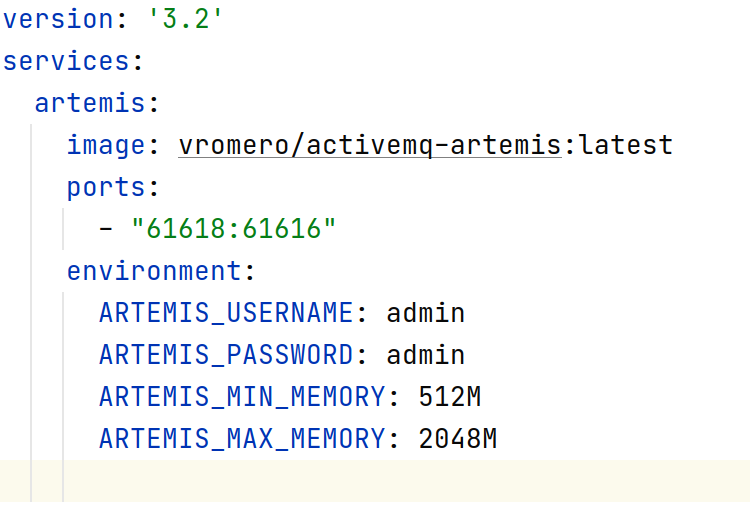 version: '3.2'
services:
  artemis:
    image: vromero/activemq-artemis:latest
    ports:
      - "61618:61616"
    environment:
      ARTEMIS_USERNAME: admin
      ARTEMIS_PASSWORD: admin
      ARTEMIS_MIN_MEMORY: 512M
      ARTEMIS_MAX_MEMORY: 2048M